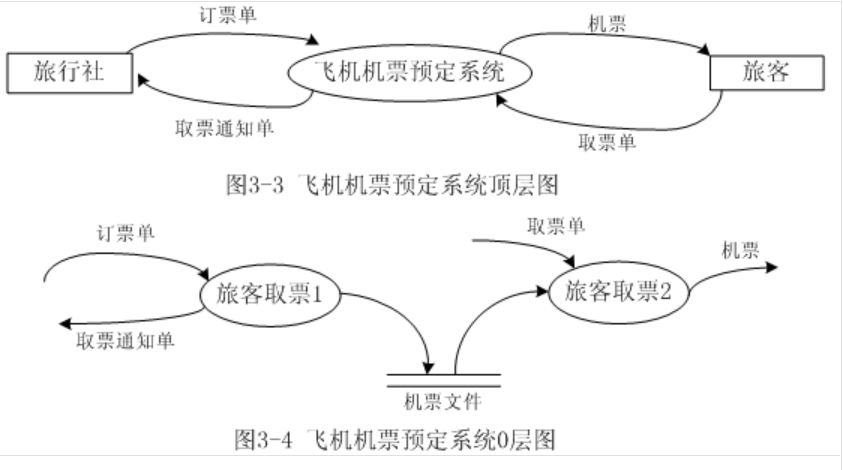 订票单
机票
旅行社
飞机机票预定系统
旅客
取票通知单
取票单
图3-3 飞机机票预定系统顶层图
订票单
取票单
机票
旅客取票1
旅客取票2
取票通知单
机票文件
图3-4 飞机机票预定系统0层图